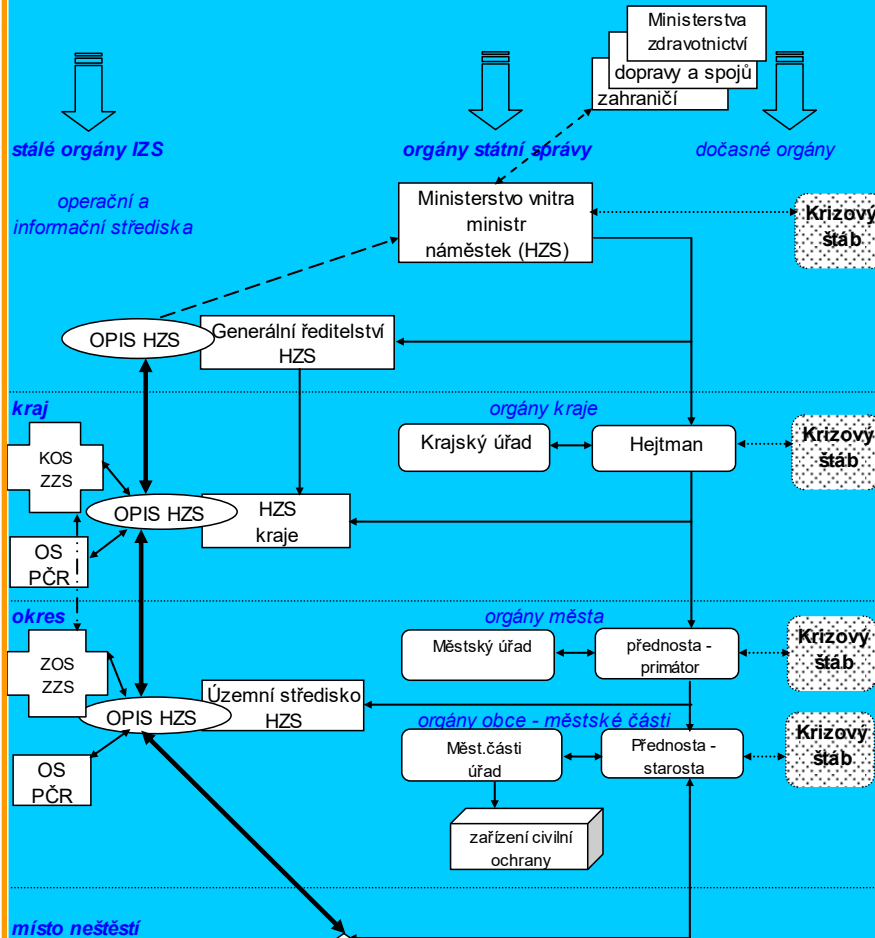 Ministerstva
zdravotnictví
dopravy a spojů
zahraničí
stálé orgány IZS
orgány státní správy
dočasné orgány
operační a
informační střediska
Ministerstvo vnitra
ministr
náměstek (HZS)
Krizový
štáb
OPIS HZS
Generální ředitelství
HZS
kraj
orgány kraje
KOS
ZZS
Krajský úřad
Hejtman
Krizový
štáb
OPIS HZS
HZS
kraje
OS
PČR
okres
orgány města
ZOS
ZZS
Městský úřad
přednosta -
primátor
Krizový
štáb
OPIS HZS
Územní středisko
HZS
orgány obce - městské části
OS
PČR
Měst.části
úřad
Přednosta -
starosta
Krizový
štáb
zařízení civilní
ochrany
místo neštěstí